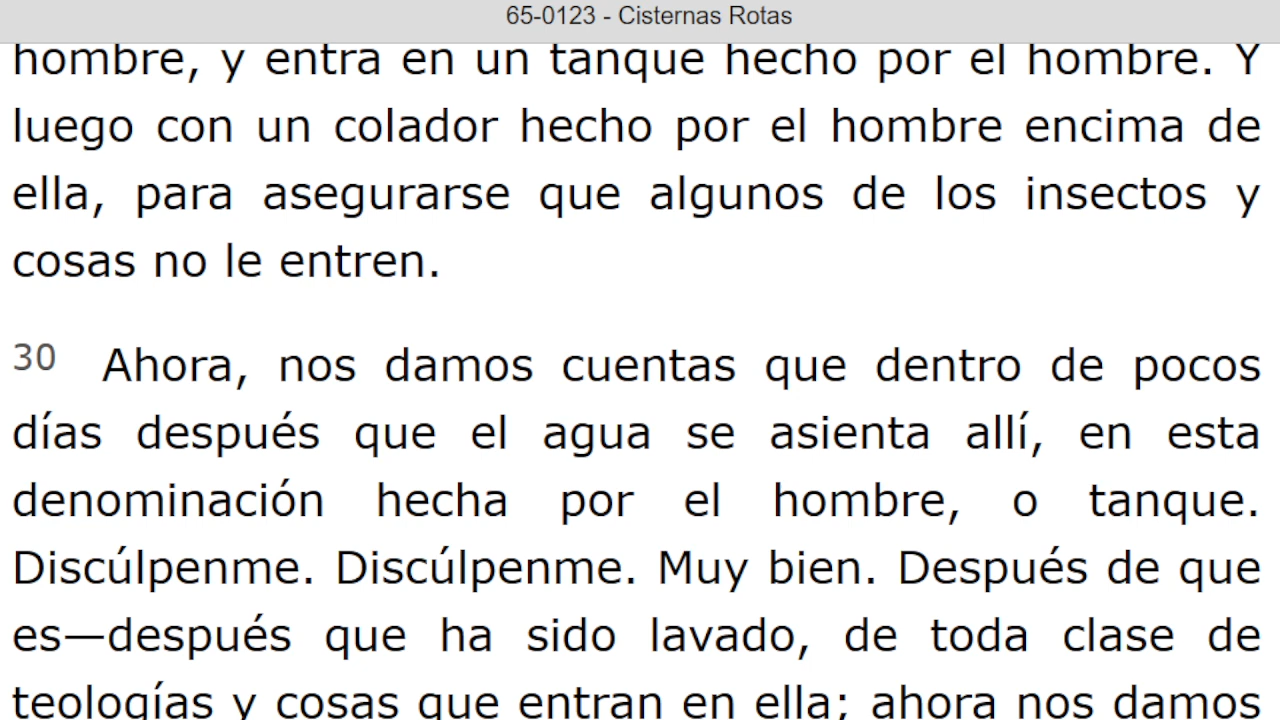 65-0123 - Cisternas Rotas
hombre, y entra en un tanque hecho por el hombre. Y
luego con un colador hecho por el hombre encima de
ella, para asegurarse que algunos de los insectos y
cosas no le entren.
30 Ahora, nos damos cuentas que dentro de pocos
días después que el agua se asienta allí, en esta
denominación hecha por el hombre, o tanque.
Discúlpenme. Discúlpenme. Muy bien. Después de que
es—después que ha sido lavado, de toda clase de
teologías y cosas que entran en ella; ahora nos damos